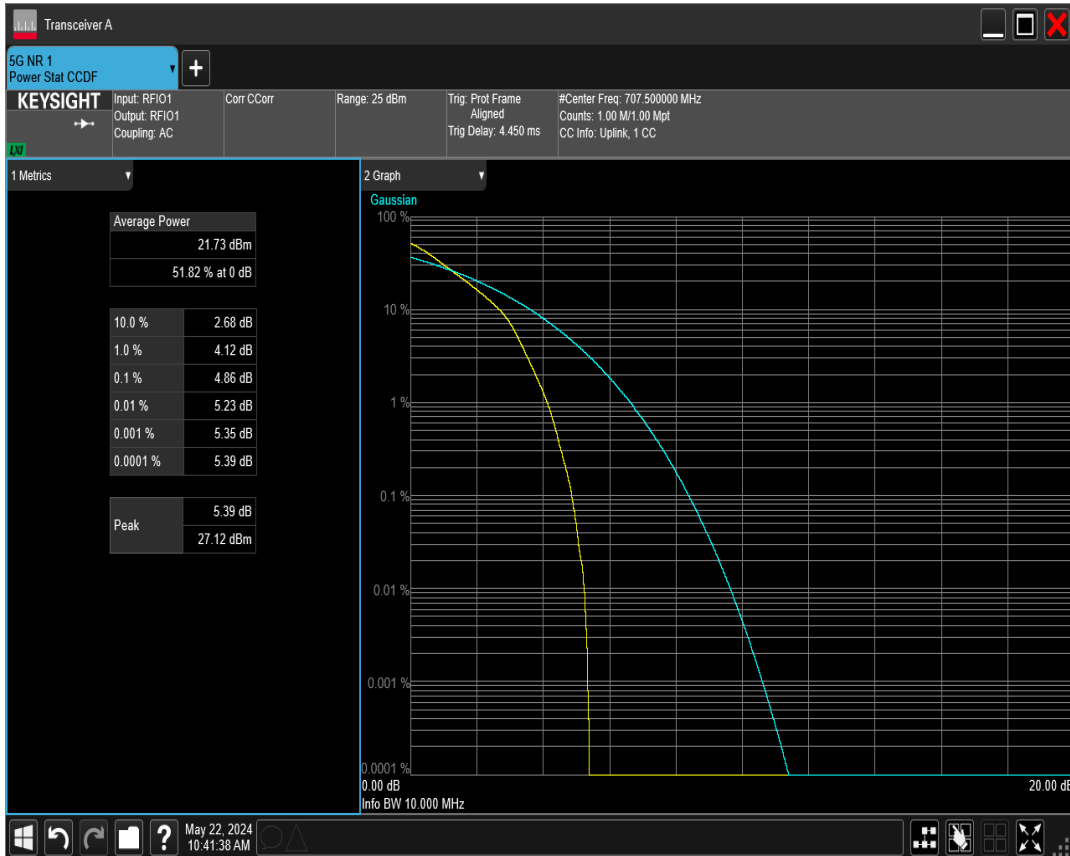 Transceiver A
5G NR 1
Power Stat CCDF
KEYSIGHT
LXI
Input: RFIO1
Output: RFIO1
Coupling: AC
Corr CCorr
Range: 25 dBm
Trig: Prot Frame
Aligned
Trig Delay: 4.450 ms
#Center Freq: 707.500000 MHz
Counts: 1.00 M/1.00 Mpt
CC Info: Uplink, 1 CC
1 Metrics
Average Power
21.73 dBm
51.82 % at 0 dB
10.0 % 2.68 dB
1.0 % 4.12 dB
0.1 % 4.86 dB
0.01 % 5.23 dB
0.001 % 5.35 dB
0.0001 % 5.39 dB
Peak 5.39 dB
27.12 dBm
2 Graph
Gaussian
100 %
10 %
1 %
0.1 %
0.01 %
0.001 %
0.0001 %
0.00 dB 20.00 dB
Info BW 10.000 MHz
?
May 22, 2024
10:41:38 AM